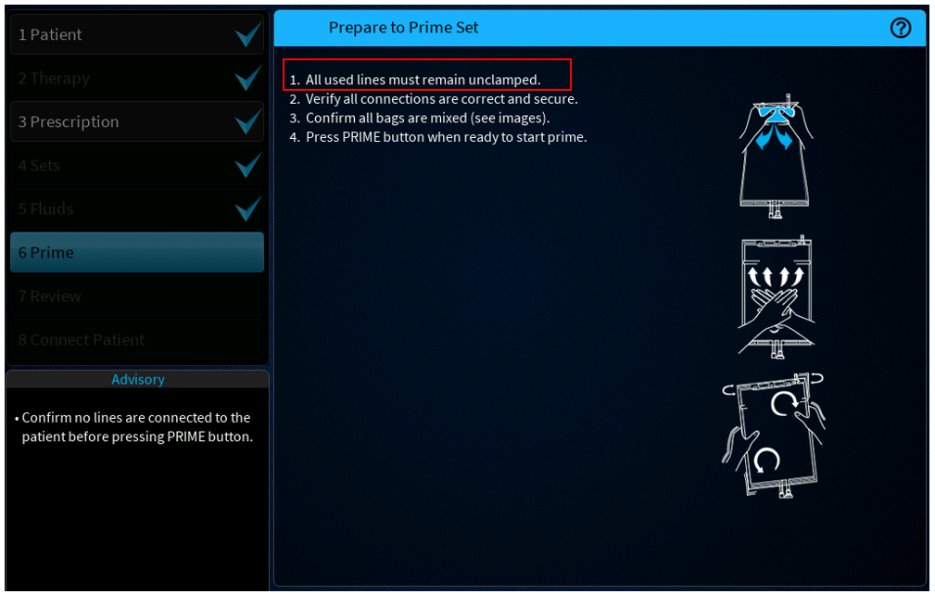 1 Patient
2 Therapy
3 Prescription
4 Sets
5 Fluids
6 Prime
7 Review
8 Connect Patient
Advisory
• Confirm no lines are connected to the
patient before pressing PRIME button.
Prepare to Prime Set
?
1. All used lines must remain unclamped.
2. Verify all connections are correct and secure.
3. Confirm all bags are mixed (see images).
4. Press PRIME button when ready to start prime.